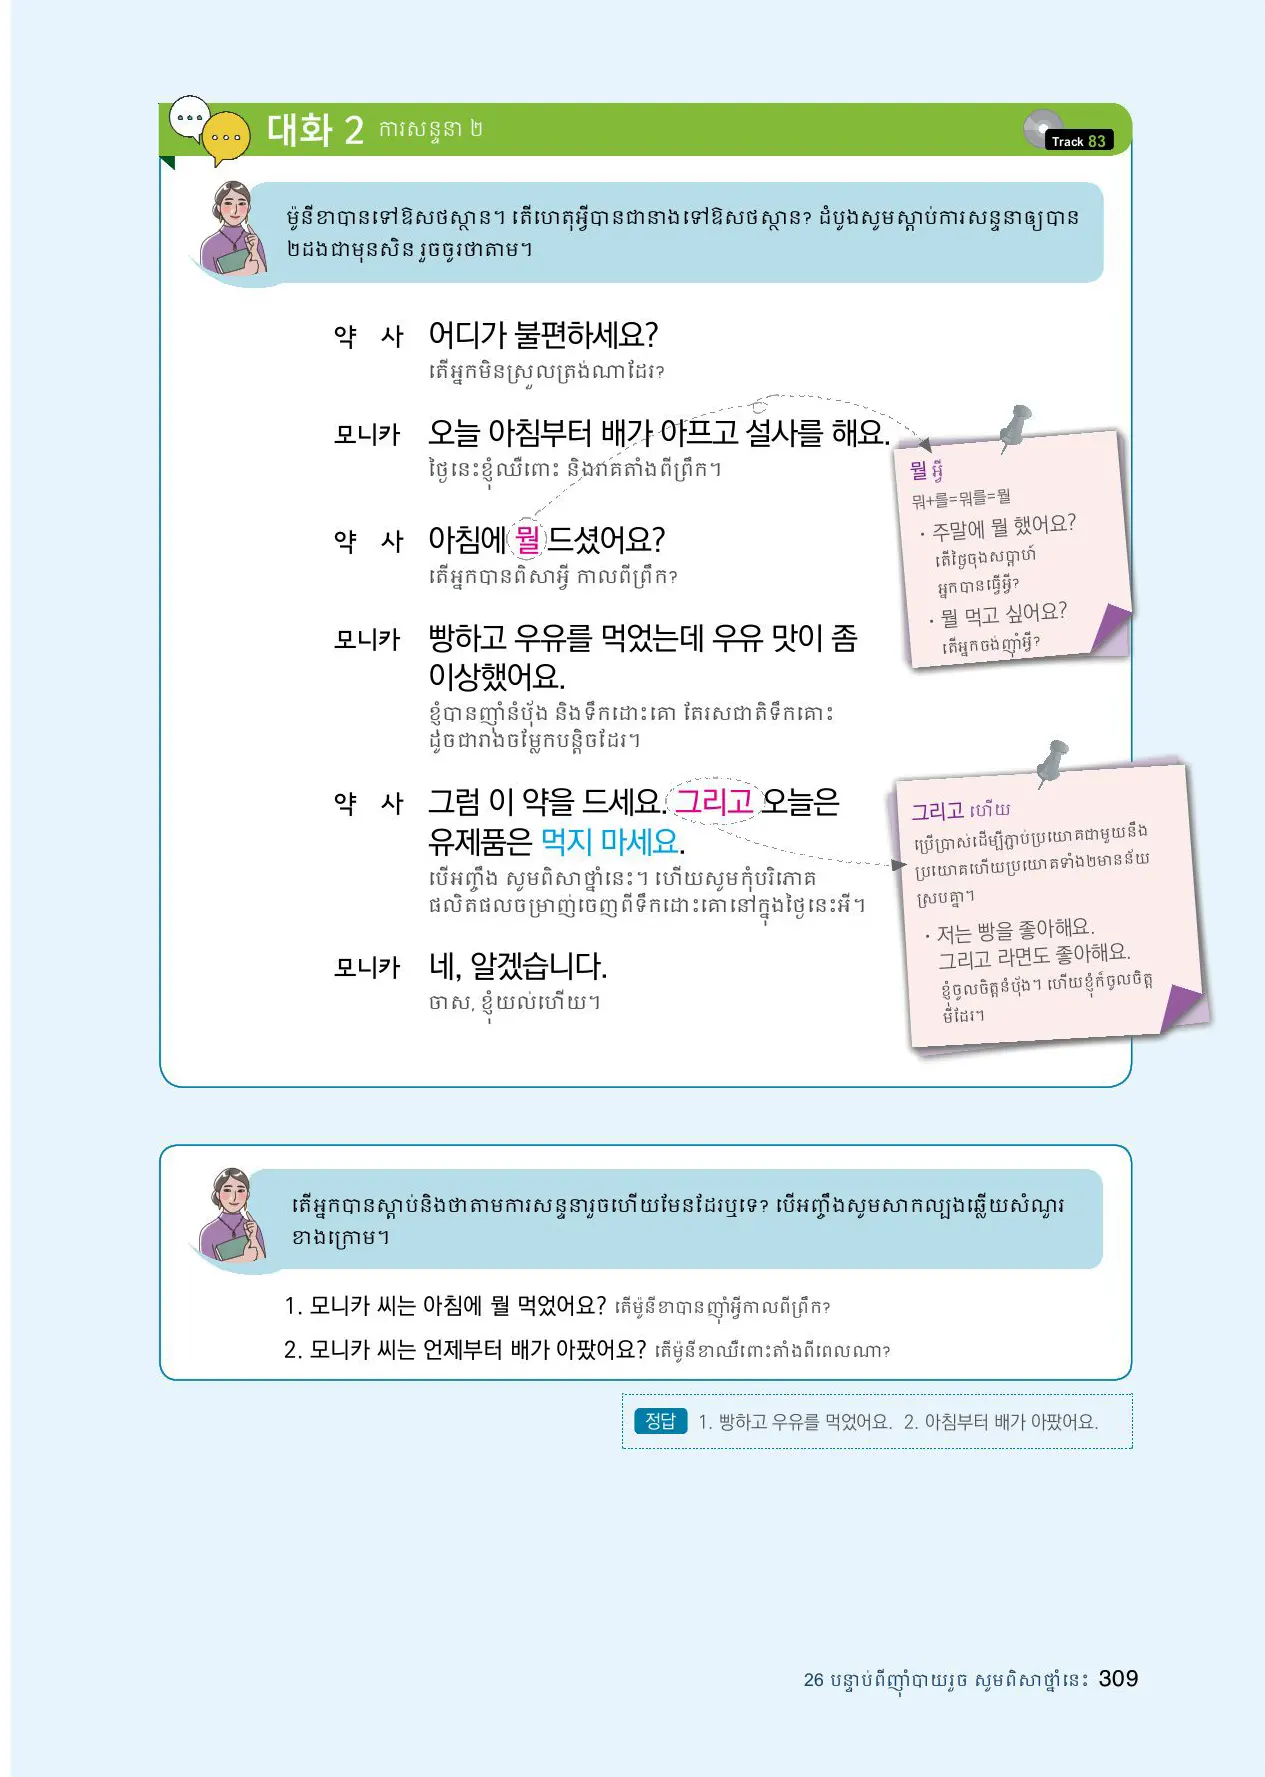 대화 2 ការសន្ទនា ២
Track 83
ម៉ូនីខាបានទៅឱសថស្ថាន។ តើហេតុអ្វីបានជានាងទៅឱសថស្ថាន? ដំបូងសូមស្តាប់ការសន្ទនាឲ្យបាន
២ដងជាមុនសិន រួចចូរថាតាម។
약 사 어디가 불편하세요?
តើអ្នកមិនស្រួលត្រង់ណាដែរ?
모니카 오늘 아침부터 배가 아프고 설사를 해요.
ថ្ងៃនេះខ្ញុំឈឺពោះ និងរាគតាំងពីព្រឹក។
약 사 아침에 뭘 드셨어요?
តើអ្នកបានពិសាអ្វី កាលពីព្រឹក?
모니카 빵하고 우유를 먹었는데 우유 맛이 좀
이상했어요.
ខ្ញុំបានញ៉ាំនំប៉័ង និងទឹកដោះគោ តែរសជាតិទឹកគោះ
ដូចជារាងចម្លែកបន្តិចដែរ។
약 사 그럼 이 약을 드세요. 그리고 오늘은
유제품은 먹지 마세요.
បើអញ្ចឹង សូមពិសាថ្នាំនេះ។ ហើយសូមកុំបរិភោគ
ផលិតផលចម្រាញ់ចេញពីទឹកដោះគោនៅក្នុងថ្ងៃនេះអី។
모니카 네, 알겠습니다.
ចាស, ខ្ញុំយល់ហើយ។
뭘 អ្វី
뭐+를=뭐를=뭘
· 주말에 뭘 했어요?
តើថ្ងៃចុងសប្តាហ៍
អ្នកបានធ្វើអ្វី?
· 뭘 먹고 싶어요?
តើអ្នកចង់ញ៉ាំអ្វី?
그리고 ហើយ
ប្រើប្រាស់ដើម្បីភ្ជាប់ប្រយោគជាមួយនឹង
ប្រយោគហើយប្រយោគទាំង២មានន័យ
ស្របគ្នា។
· 저는 빵을 좋아해요.
그리고 라면도 좋아해요.
ខ្ញុំចូលចិត្តនំប៉័ង។ ហើយខ្ញុំក៏ចូលចិត្ត
មីដែរ។
តើអ្នកបានស្តាប់និងថាតាមការសន្ទនារួចហើយមែនដែរឬទេ? បើអញ្ចឹងសូមសាកល្បងឆ្លើយសំណួរ
ខាងក្រោម។
1. 모니카 씨는 아침에 뭘 먹었어요? តើម៉ូនីខាបានញ៉ាំអ្វីកាលពីព្រឹក?
2. 모니카 씨는 언제부터 배가 아팠어요? តើម៉ូនីខាឈឺពោះតាំងពីពេលណា?
정답 1. 빵하고 우유를 먹었어요. 2. 아침부터 배가 아팠어요.
26 បន្ទាប់ពីញ៉ាំបាយរួច សូមពិសាថ្នាំនេះ 309